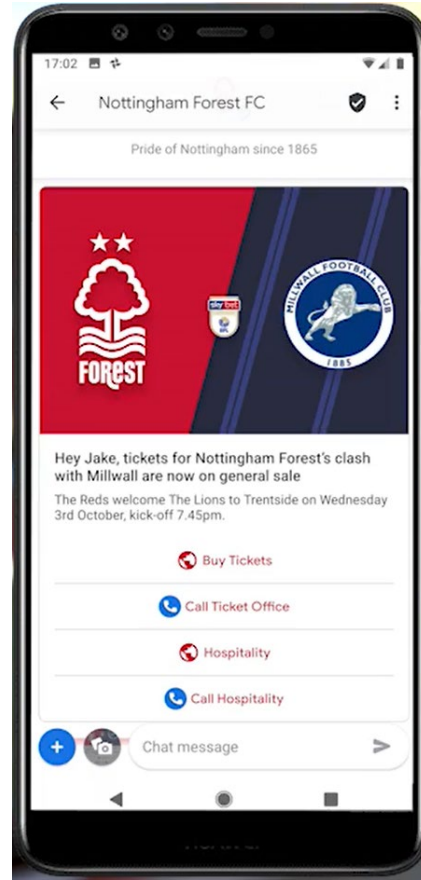 17:02
Nottingham Forest FC
Pride of Nottingham since 1865
FOREST
sky bet
EFL
MILLWALL FOOTBALL CLUB
1885
Hey Jake, tickets for Nottingham Forest's clash
with Millwall are now on general sale
The Reds welcome The Lions to Trentside on Wednesday
3rd October, kick-off 7.45pm.
Buy Tickets
Call Ticket Office
Hospitality
Call Hospitality
Chat message